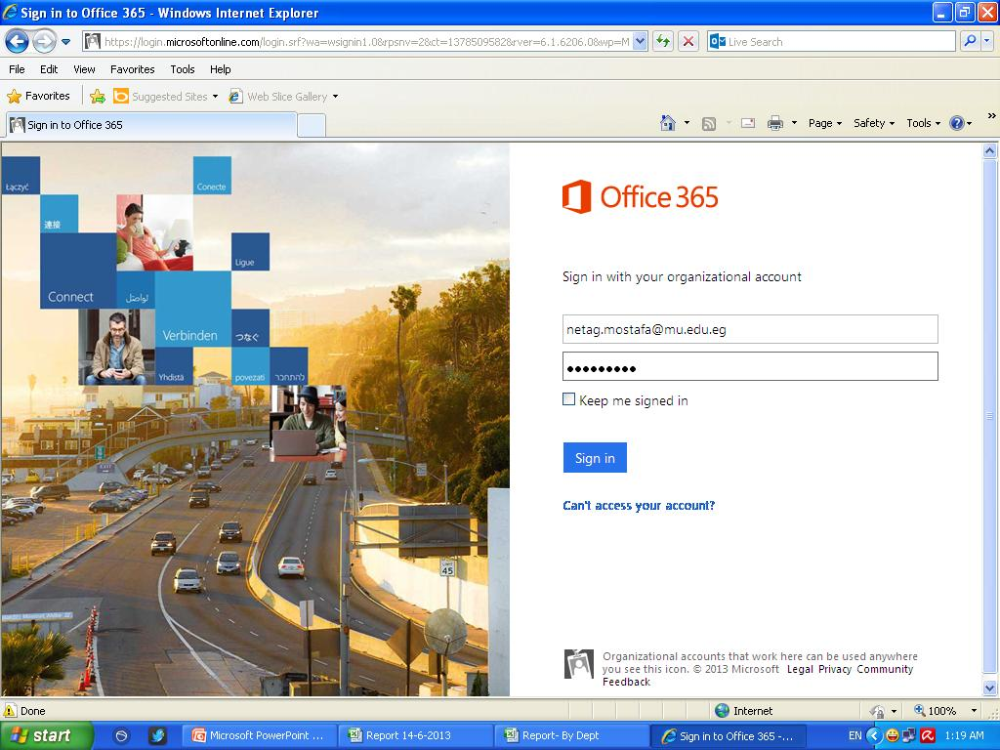 Sign in to Office 365 - Windows Internet Explorer
https://login.microsoftonline.com/login.srf?wa=wsignin1.0&rpsnv=2&ct=1378509582&rver=6.1.6206.0&wp=M
Live Search
File Edit View Favorites Tools Help
Favorites Suggested Sites Web Slice Gallery
Sign in to Office 365
Page Safety Tools
Łączyć
Conecte
連接
Ligue
Connect
تواصل
Verbinden
つなぐ
Yhdistä
povezati
להתחבר
EXIT
LIMIT
45
Office 365
Sign in with your organizational account
netag.mostafa@mu.edu.eg
•••••••••
Keep me signed in
Sign in
Can't access your account?
Organizational accounts that work here can be used anywhere
you see this icon. © 2013 Microsoft Legal Privacy Community
Feedback
Done
Internet
100%
start
Microsoft PowerPoint ...
Report 14-6-2013
Report- By Dept
Sign in to Office 365 -...
EN
1:19 AM